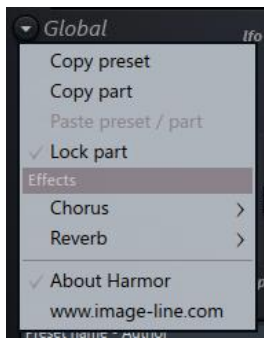 Global
lfo
Copy preset
Copy part
Paste preset / part
Lock part
Effects
Chorus
Reverb
About Harmor
www.image-line.com
Preset name - Author